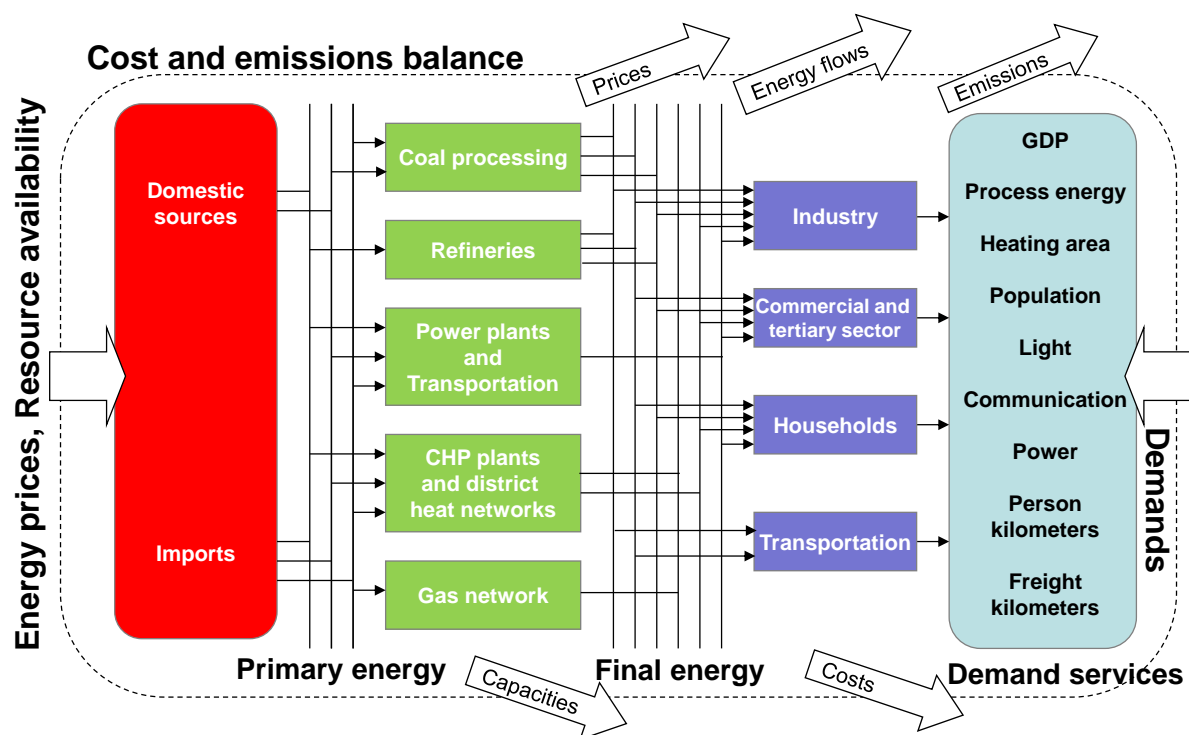 Cost and emissions balance
Prices
Energy flows
Emissions
Energy prices, Resource availability
Domestic
sources
Imports
Coal processing
Refineries
Power plants
and
Transportation
CHP plants
and district
heat networks
Gas network
Industry
Commercial and
tertiary sector
Households
Transportation
GDP
Process energy
Heating area
Population
Light
Communication
Power
Person
kilometers
Freight
kilometers
Demands
Primary energy
Final energy
Demand services
Capacities
Costs